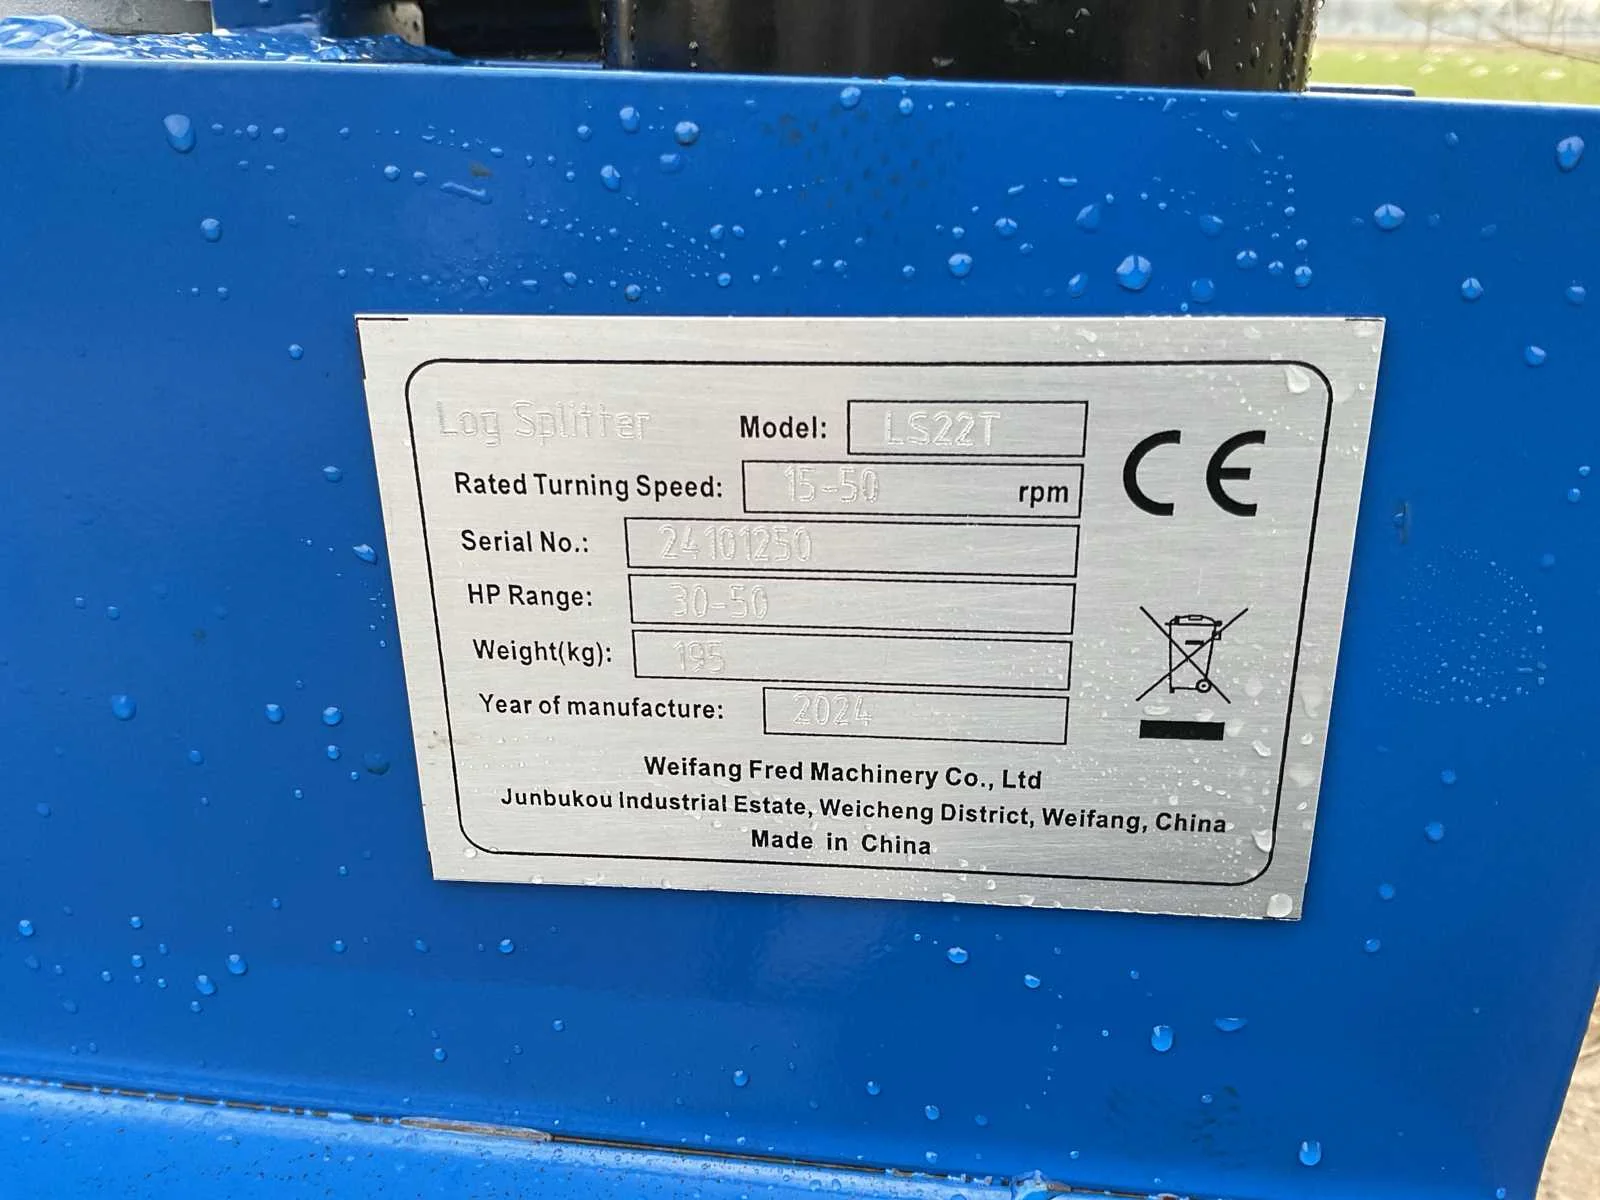 Log Splitter Model: LS22T
CE
Rated Turning Speed: 15-50 rpm
Serial No.: 24101250
HP Range: 30-50
Weight(kg): 195
Year of manufacture: 2024
Weifang Fred Machinery Co., Ltd
Junbukou Industrial Estate, Weicheng District, Weifang, China
Made in China